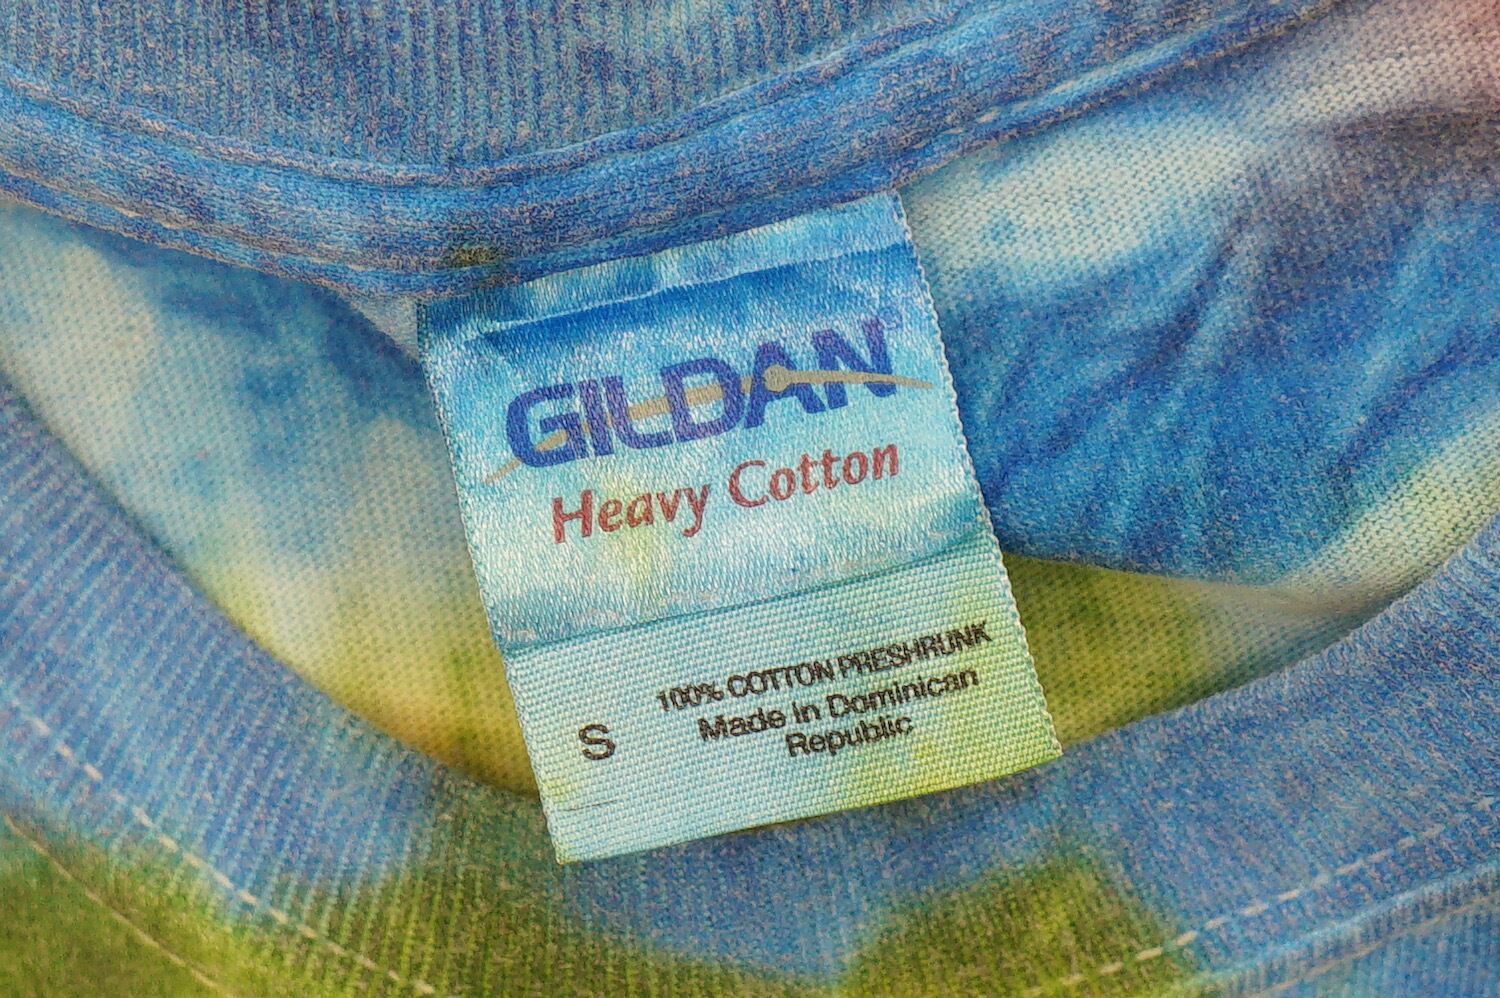 GILDAN®
Heavy Cotton
100% COTTON PRESHRUNK
Made in Dominican
Republic
S